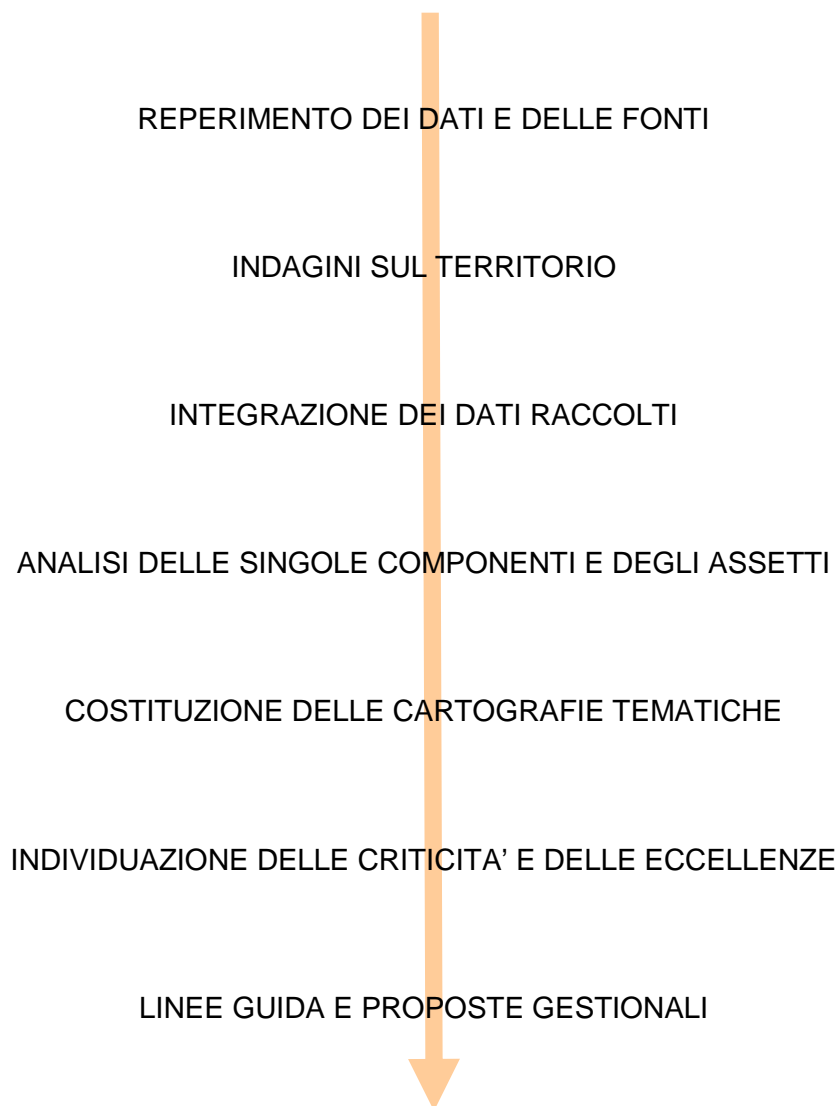 REPERIMENTO DEI DATI E DELLE FONTI
INDAGINI SUL TERRITORIO
INTEGRAZIONE DEI DATI RACCOLTI
ANALISI DELLE SINGOLE COMPONENTI E DEGLI ASSETTI
COSTITUZIONE DELLE CARTOGRAFIE TEMATICHE
INDIVIDUAZIONE DELLE CRITICITA’ E DELLE ECCELLENZE
LINEE GUIDA E PROPOSTE GESTIONALI